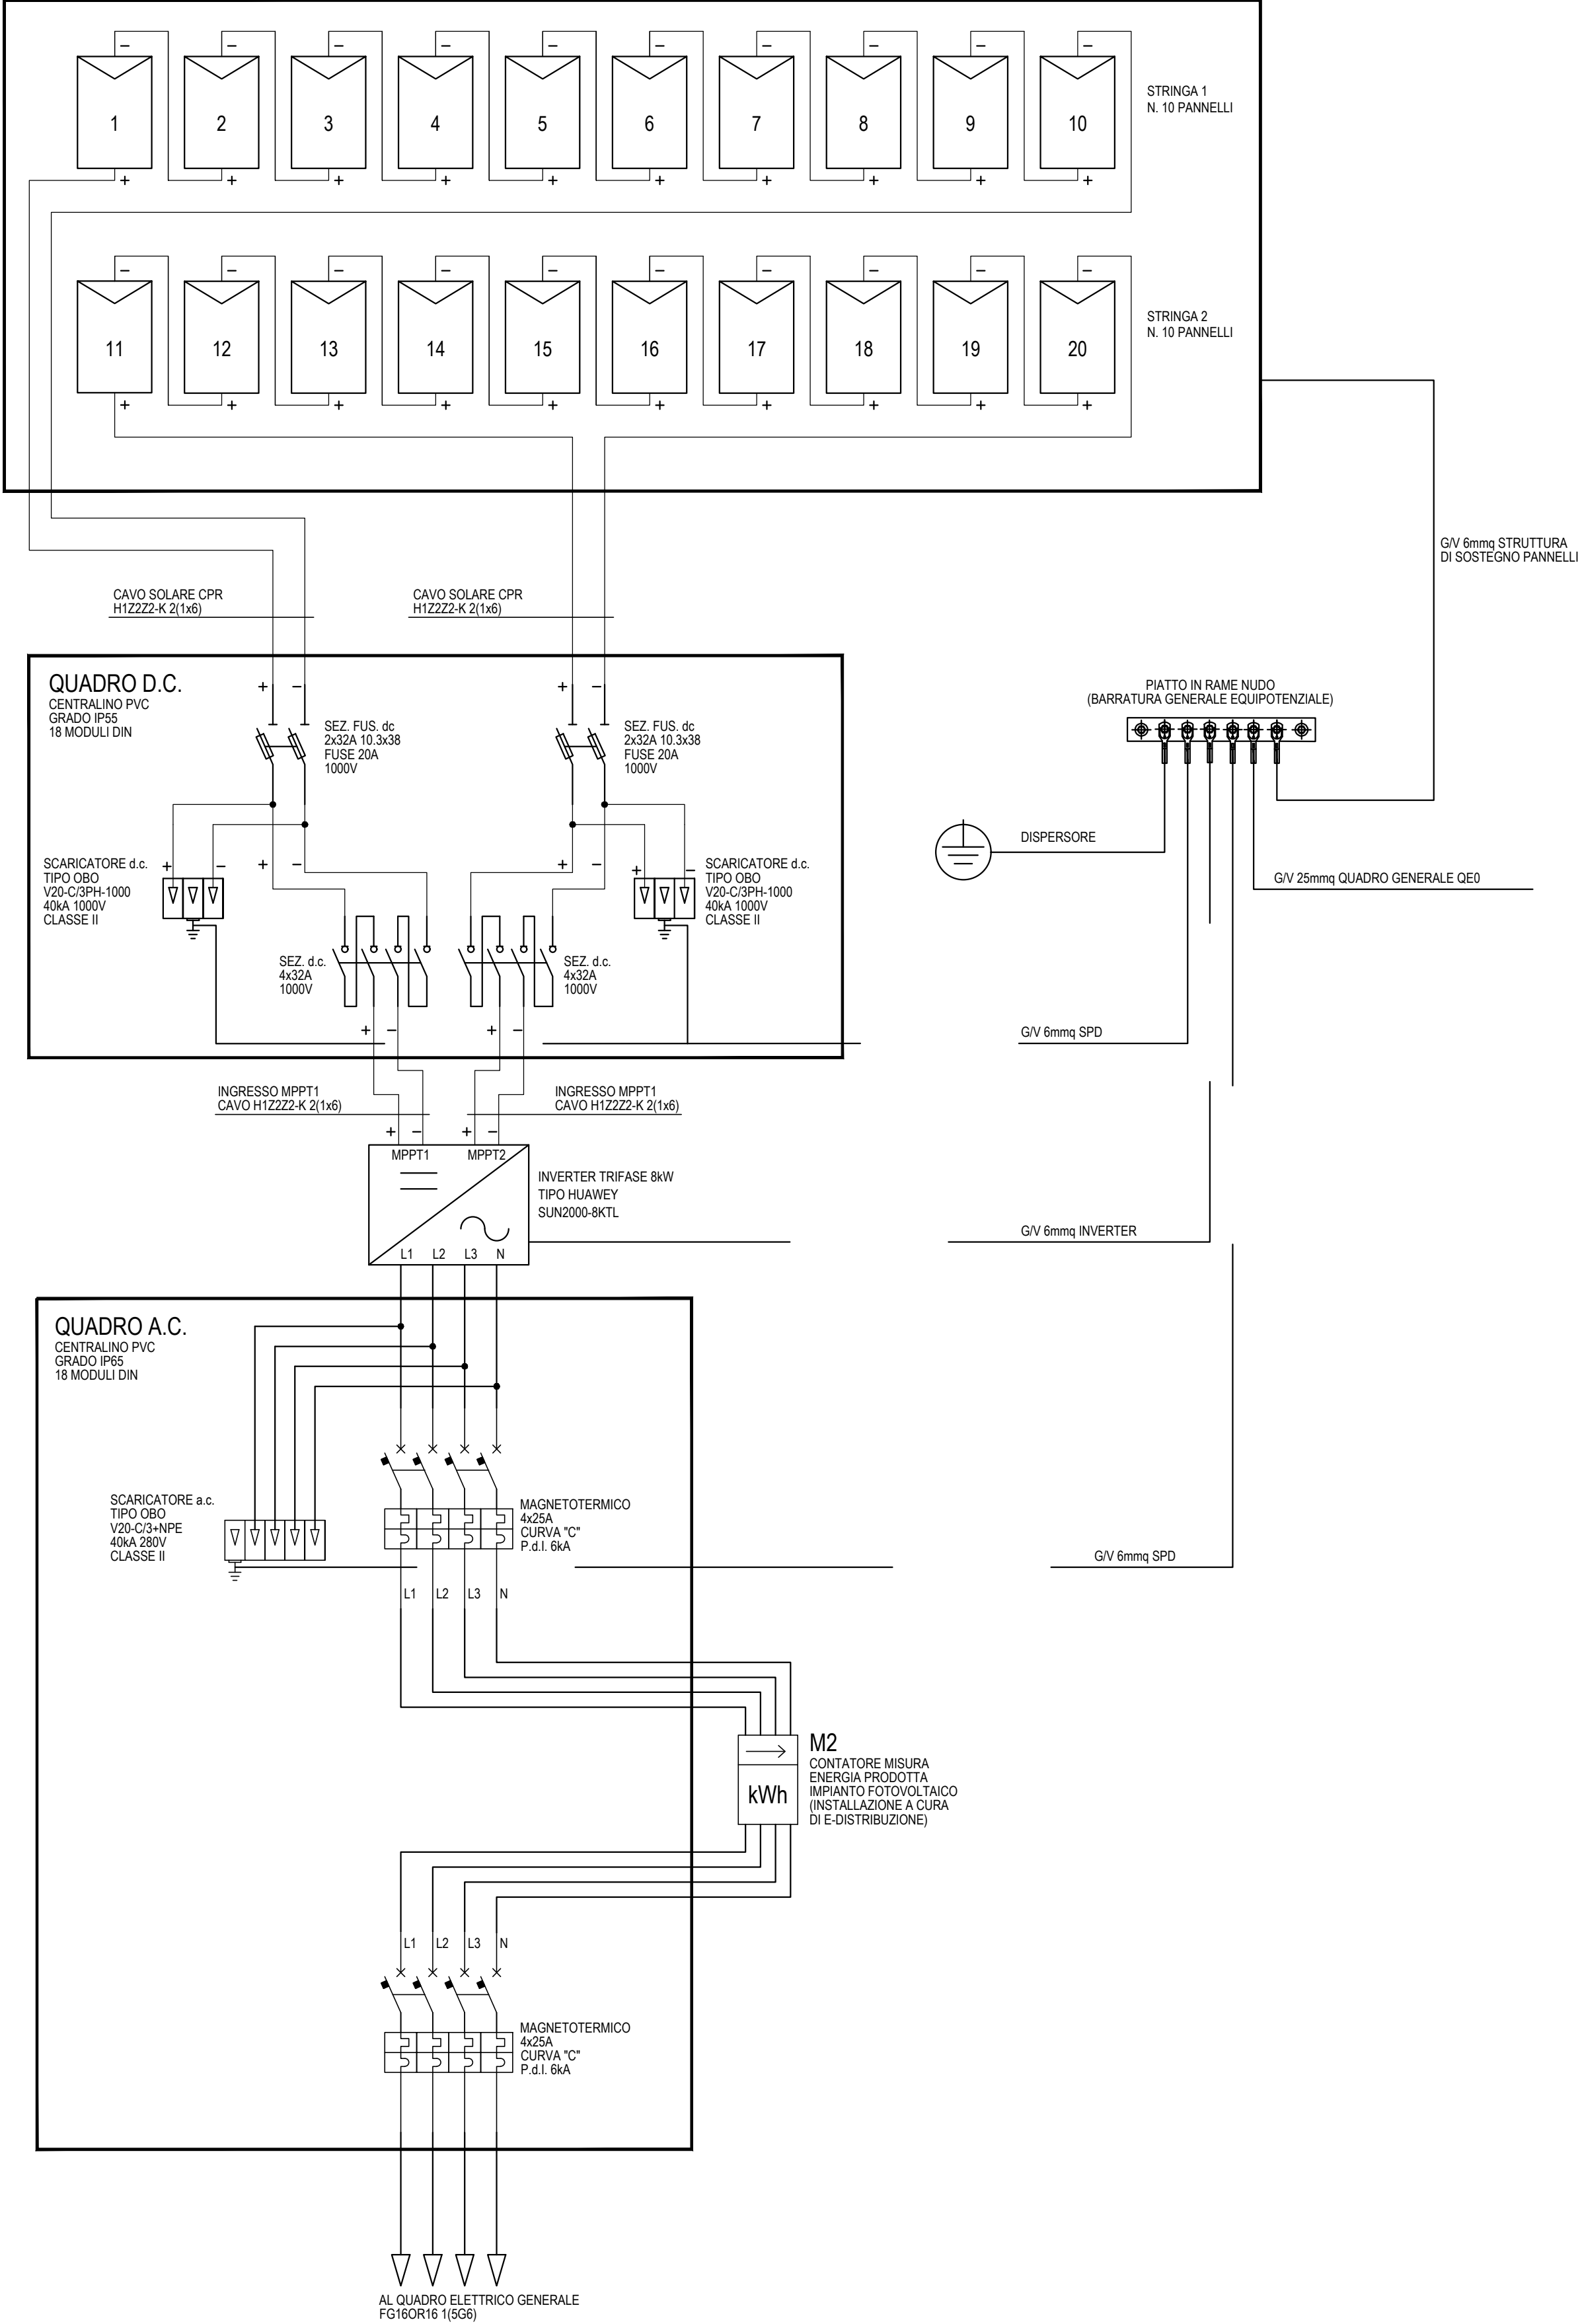 − − − − − − − − − −
1 2 3 4 5 6 7 8 9 10
+ + + + + + + + + +
STRINGA 1
N. 10 PANNELLI
− − − − − − − − − −
11 12 13 14 15 16 17 18 19 20
+ + + + + + + + + +
STRINGA 2
N. 10 PANNELLI
G/V 6mmq STRUTTURA
DI SOSTEGNO PANNELLI
CAVO SOLARE CPR
H1Z2Z2-K 2(1x6)
CAVO SOLARE CPR
H1Z2Z2-K 2(1x6)
QUADRO D.C.
CENTRALINO PVC
GRADO IP55
18 MODULI DIN
+ −
+ −
SEZ. FUS. dc
2x32A 10.3x38
FUSE 20A
1000V
SEZ. FUS. dc
2x32A 10.3x38
FUSE 20A
1000V
PIATTO IN RAME NUDO
(BARRATURA GENERALE EQUIPOTENZIALE)
DISPERSORE
G/V 25mmq QUADRO GENERALE QE0
SCARICATORE d.c.
TIPO OBO
V20-C/3PH-1000
40kA 1000V
CLASSE II
+ −
+ −
+ −
+ −
SCARICATORE d.c.
TIPO OBO
V20-C/3PH-1000
40kA 1000V
CLASSE II
SEZ. d.c.
4x32A
1000V
SEZ. d.c.
4x32A
1000V
+ −
+ −
G/V 6mmq SPD
INGRESSO MPPT1
CAVO H1Z2Z2-K 2(1x6)
INGRESSO MPPT1
CAVO H1Z2Z2-K 2(1x6)
+ − + −
MPPT1 MPPT2
INVERTER TRIFASE 8kW
TIPO HUAWEY
SUN2000-8KTL
L1 L2 L3 N
G/V 6mmq INVERTER
QUADRO A.C.
CENTRALINO PVC
GRADO IP65
18 MODULI DIN
SCARICATORE a.c.
TIPO OBO
V20-C/3+NPE
40kA 280V
CLASSE II
MAGNETOTERMICO
4x25A
CURVA "C"
P.d.I. 6kA
G/V 6mmq SPD
L1 L2 L3 N
M2
CONTATORE MISURA
ENERGIA PRODOTTA
IMPIANTO FOTOVOLTAICO
(INSTALLAZIONE A CURA
DI E-DISTRIBUZIONE)
kWh
L1 L2 L3 N
MAGNETOTERMICO
4x25A
CURVA "C"
P.d.I. 6kA
AL QUADRO ELETTRICO GENERALE
FG16OR16 1(5G6)